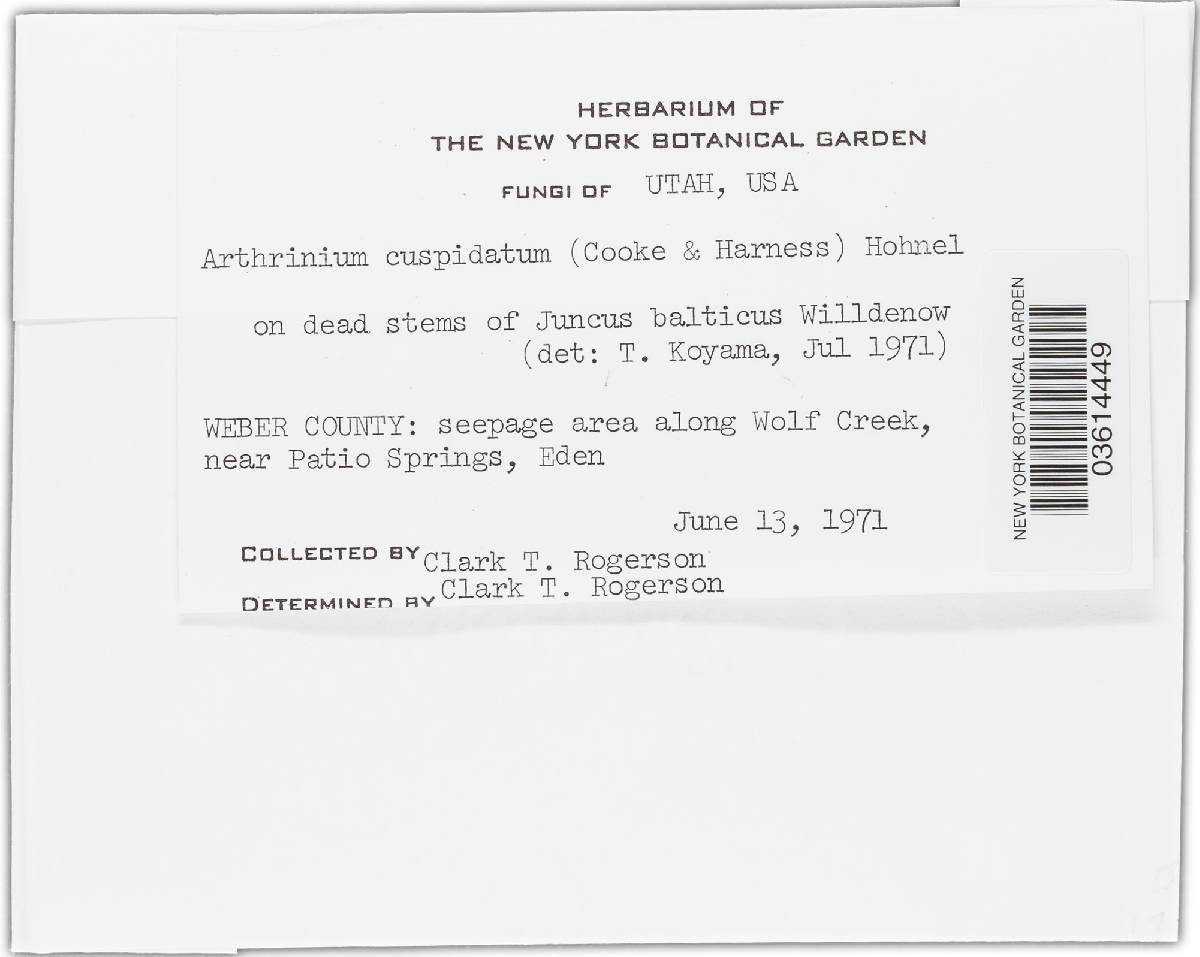 HERBARIUM OF
THE NEW YORK BOTANICAL GARDEN
FUNGI OF UTAH, USA
Arthrinium cuspidatum (Cooke & Harness) Hohnel
on dead stems of Juncus balticus Willdenow
(det: T. Koyama, Jul 1971)
WEBER COUNTY: seepage area along Wolf Creek,
near Patio Springs, Eden
June 13, 1971
COLLECTED BY Clark T. Rogerson
DETERMINED BY Clark T. Rogerson
NEW YORK BOTANICAL GARDEN
03614449